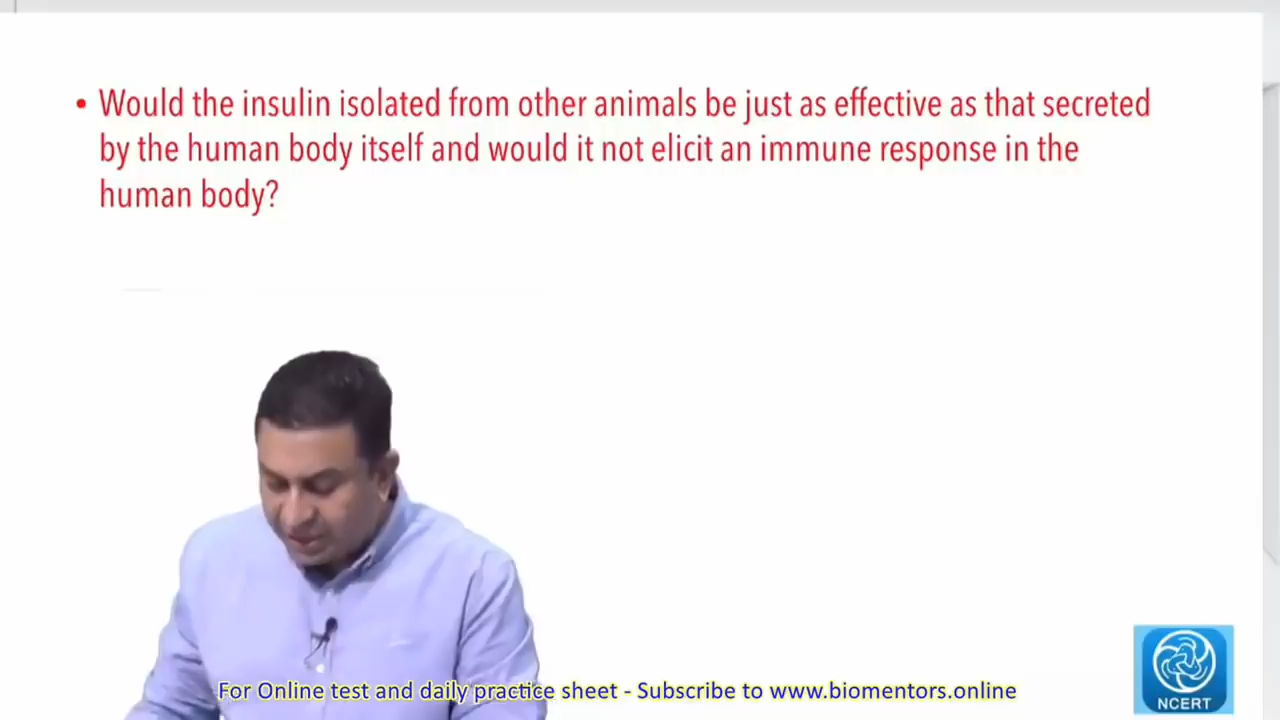 • Would the insulin isolated from other animals be just as effective as that secreted
by the human body itself and would it not elicit an immune response in the
human body?
For Online test and daily practice sheet - Subscribe to www.biomentors.online
NCERT